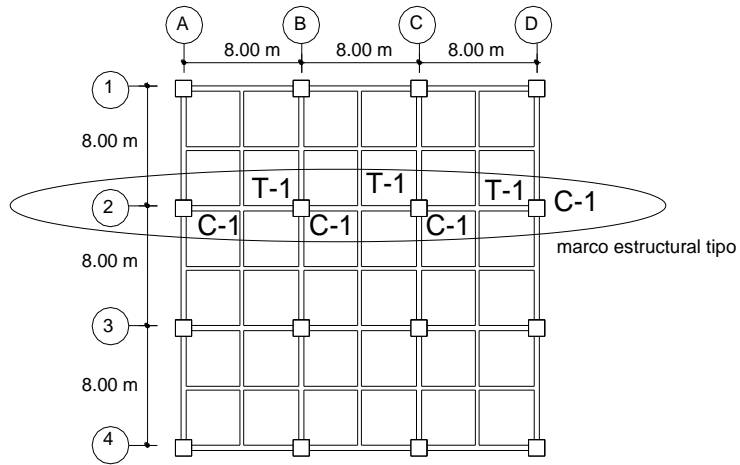 A B C D
8.00 m 8.00 m 8.00 m
1
8.00 m
T-1 T-1 T-1
2 C-1
C-1 C-1 C-1
marco estructural tipo
8.00 m
3
8.00 m
4